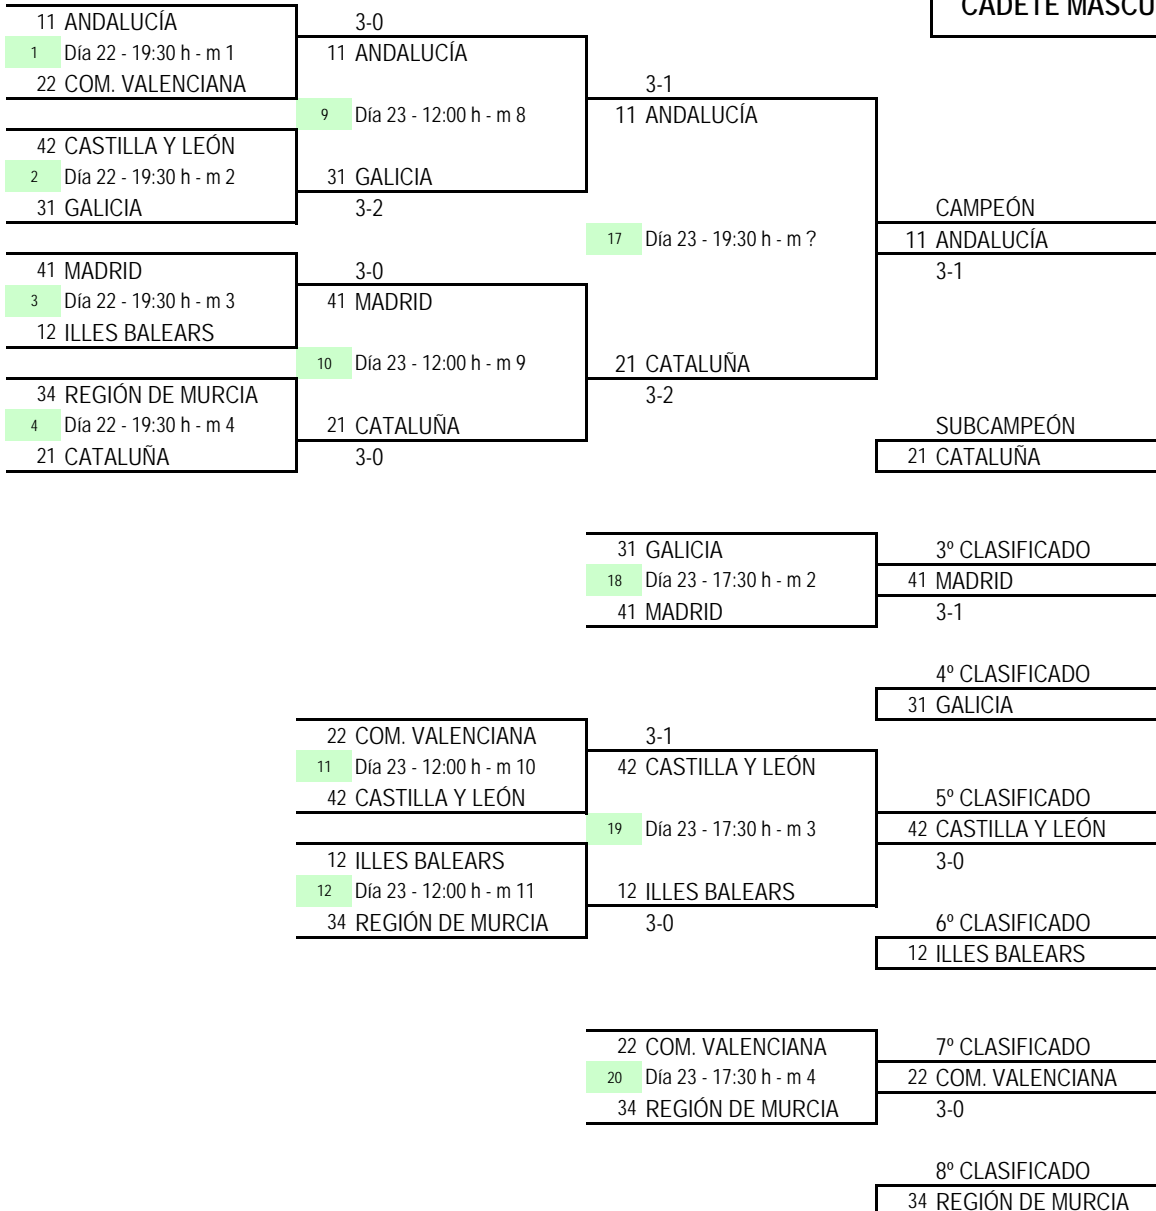 CADETE MASCU
11 ANDALUCÍA 3-0
1 Día 22 - 19:30 h - m 1 11 ANDALUCÍA
22 COM. VALENCIANA 3-1
9 Día 23 - 12:00 h - m 8 11 ANDALUCÍA
42 CASTILLA Y LEÓN
2 Día 22 - 19:30 h - m 2 31 GALICIA
31 GALICIA 3-2 CAMPEÓN
17 Día 23 - 19:30 h - m ? 11 ANDALUCÍA
41 MADRID 3-0 3-1
3 Día 22 - 19:30 h - m 3 41 MADRID
12 ILLES BALEARS
10 Día 23 - 12:00 h - m 9 21 CATALUÑA
34 REGIÓN DE MURCIA 3-2
4 Día 22 - 19:30 h - m 4 21 CATALUÑA SUBCAMPEÓN
21 CATALUÑA 3-0 21 CATALUÑA
31 GALICIA 3º CLASIFICADO
18 Día 23 - 17:30 h - m 2 41 MADRID
41 MADRID 3-1
4º CLASIFICADO
31 GALICIA
22 COM. VALENCIANA 3-1
11 Día 23 - 12:00 h - m 10 42 CASTILLA Y LEÓN
42 CASTILLA Y LEÓN 5º CLASIFICADO
19 Día 23 - 17:30 h - m 3 42 CASTILLA Y LEÓN
12 ILLES BALEARS 3-0
12 Día 23 - 12:00 h - m 11 12 ILLES BALEARS
34 REGIÓN DE MURCIA 3-0 6º CLASIFICADO
12 ILLES BALEARS
22 COM. VALENCIANA 7º CLASIFICADO
20 Día 23 - 17:30 h - m 4 22 COM. VALENCIANA
34 REGIÓN DE MURCIA 3-0
8º CLASIFICADO
34 REGIÓN DE MURCIA